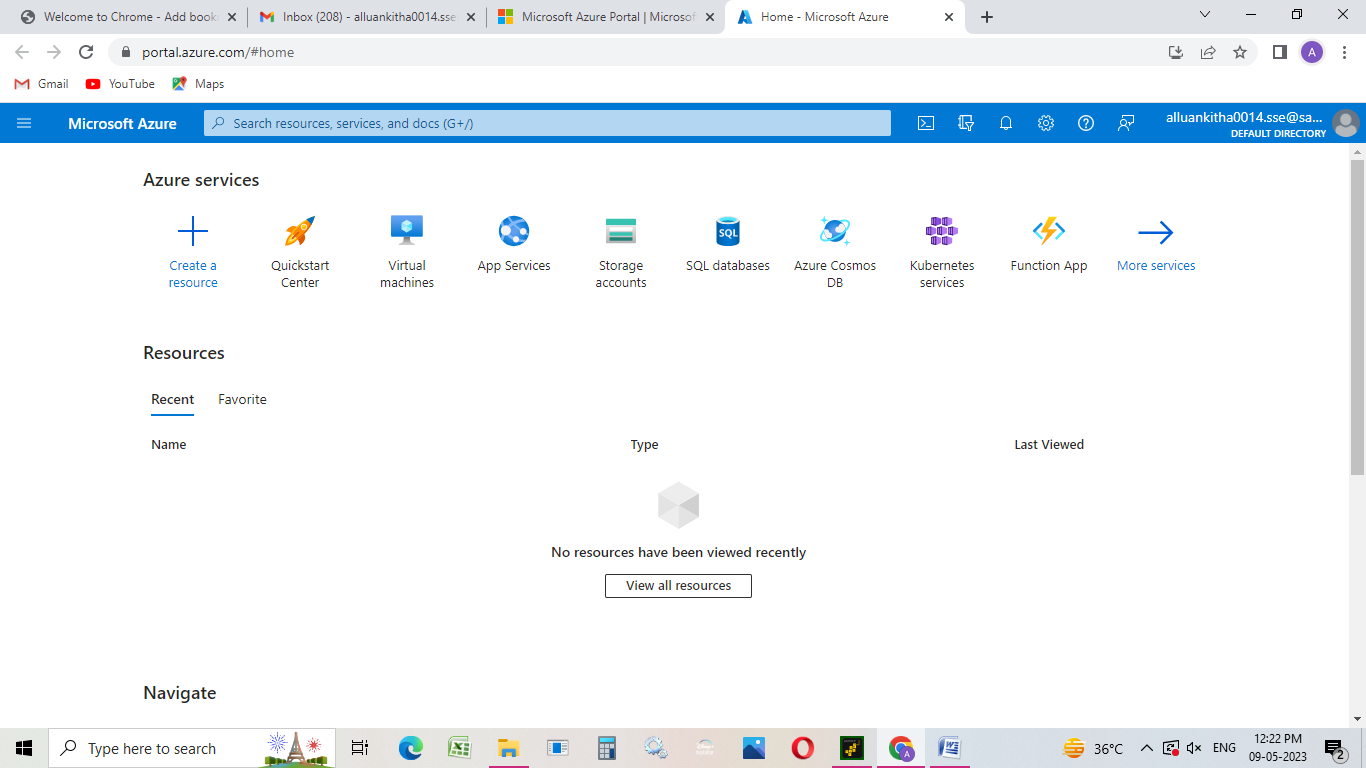 Welcome to Chrome - Add book
Inbox (208) - alluankitha0014.sse
Microsoft Azure Portal | Microsof
Home - Microsoft Azure
portal.azure.com/#home
A
Gmail
YouTube
Maps
Microsoft Azure
Search resources, services, and docs (G+/)
alluankitha0014.sse@sa...
DEFAULT DIRECTORY
Azure services
Create a
resource
Quickstart
Center
Virtual
machines
App Services
Storage
accounts
SQL
SQL databases
Azure Cosmos
DB
Kubernetes
services
Function App
More services
Resources
Recent
Favorite
Name
Type
Last Viewed
No resources have been viewed recently
View all resources
Navigate
Type here to search
A
36°C
ENG
12:22 PM
09-05-2023
2